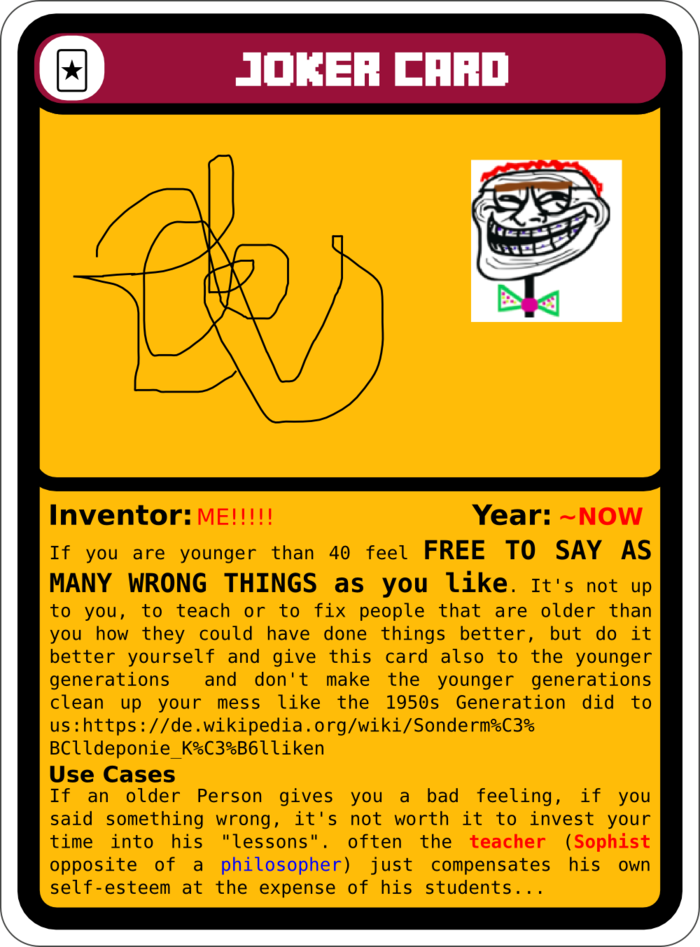 JOKER CARD
Inventor: ME!!!!! Year: ~NOW
If you are younger than 40 feel FREE TO SAY AS
MANY WRONG THINGS as you like. It's not up
to you, to teach or to fix people that are older than
you how they could have done things better, but do it
better yourself and give this card also to the younger
generations and don't make the younger generations
clean up your mess like the 1950s Generation did to
us:https://de.wikipedia.org/wiki/Sonderm%C3%
BClldeponie_K%C3%B6lliken
Use Cases
If an older Person gives you a bad feeling, if you
said something wrong, it's not worth it to invest your
time into his "lessons". often the teacher (Sophist
opposite of a philosopher) just compensates his own
self-esteem at the expense of his students...